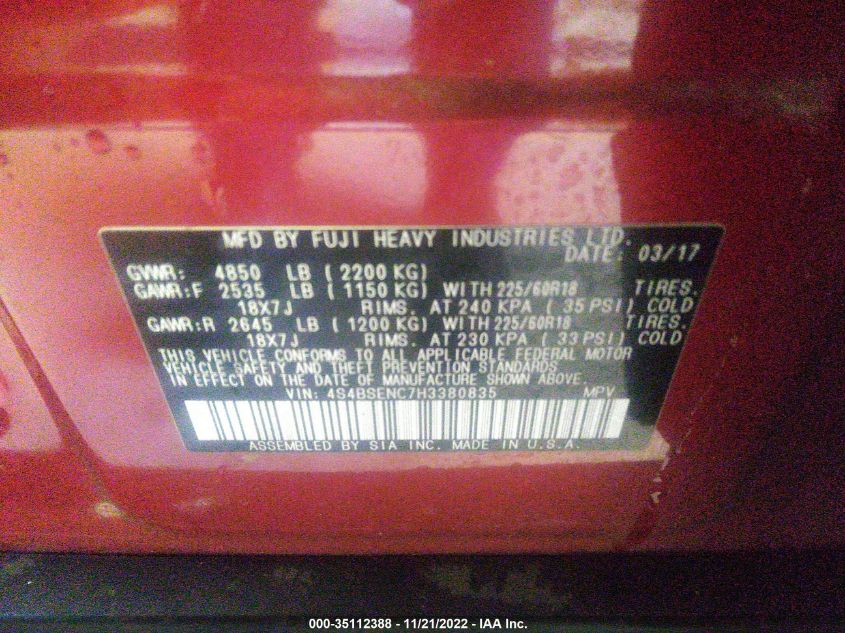 MFD BY FUJI HEAVY INDUSTRIES LTD.
DATE: 03/17
GVWR: 4850 LB (2200 KG)
GAWR:F 2535 LB (1150 KG) WITH 225/60R18 TIRES.
18X7J RIMS. AT 240 KPA (35 PSI) COLD
GAWR:R 2645 LB (1200 KG) WITH 225/60R18 TIRES.
18X7J RIMS. AT 230 KPA (33 PSI) COLD
THIS VEHICLE CONFORMS TO ALL APPLICABLE FEDERAL MOTOR
VEHICLE SAFETY AND THEFT PREVENTION STANDARDS
IN EFFECT ON THE DATE OF MANUFACTURE SHOWN ABOVE.
VIN: 4S4BSENC7H3380835 MPV
ASSEMBLED BY SIA INC. MADE IN U.S.A.
000-35112388 - 11/21/2022 - IAA Inc.